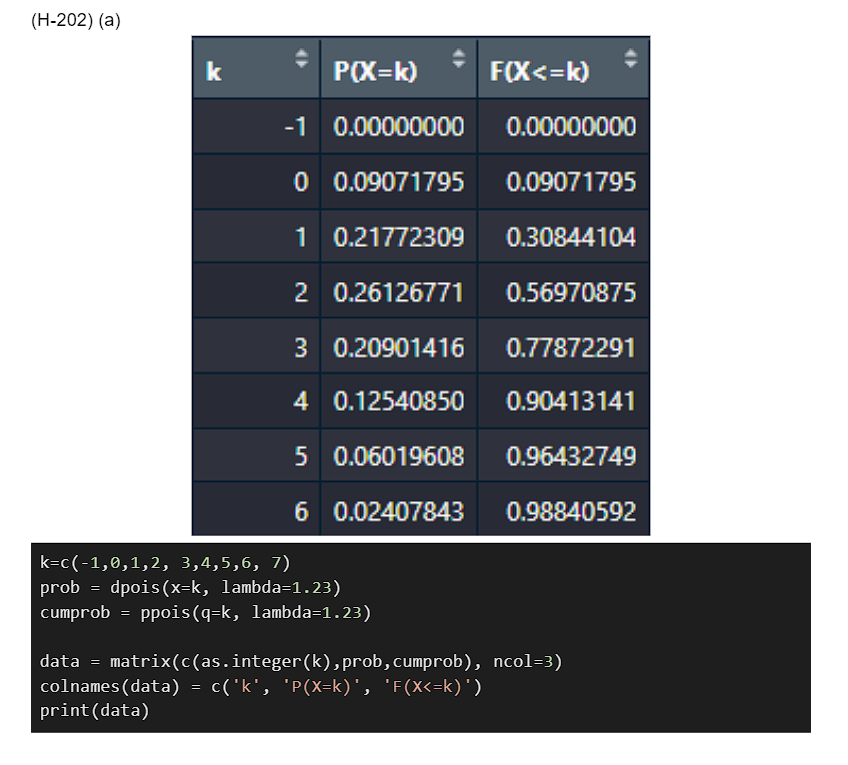 (H-202) (a)
k P(X=k) F(X<=k)
-1 0.00000000 0.00000000
0 0.09071795 0.09071795
1 0.21772309 0.30844104
2 0.26126771 0.56970875
3 0.20901416 0.77872291
4 0.12540850 0.90413141
5 0.06019608 0.96432749
6 0.02407843 0.98840592
k=c(-1,0,1,2, 3,4,5,6, 7)
prob = dpois(x=k, lambda=1.23)
cumprob = ppois(q=k, lambda=1.23)
data = matrix(c(as.integer(k),prob,cumprob), ncol=3)
colnames(data) = c('k', 'P(X=k)', 'F(X<=k)')
print(data)